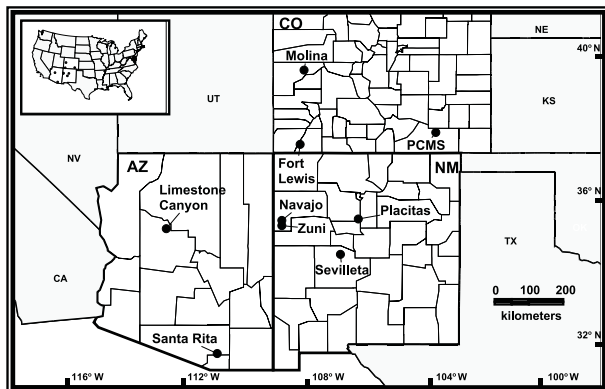 CO
NE
40° N
Molina
UT
KS
PCMS
NV
AZ
Fort
Lewis
NM
Limestone
Canyon
36° N
Navajo
Placitas
Zuni
TX
CA
Sevilleta
0 100 200
kilometers
Santa Rita
32° N
116° W
112° W
108° W
104° W
100° W